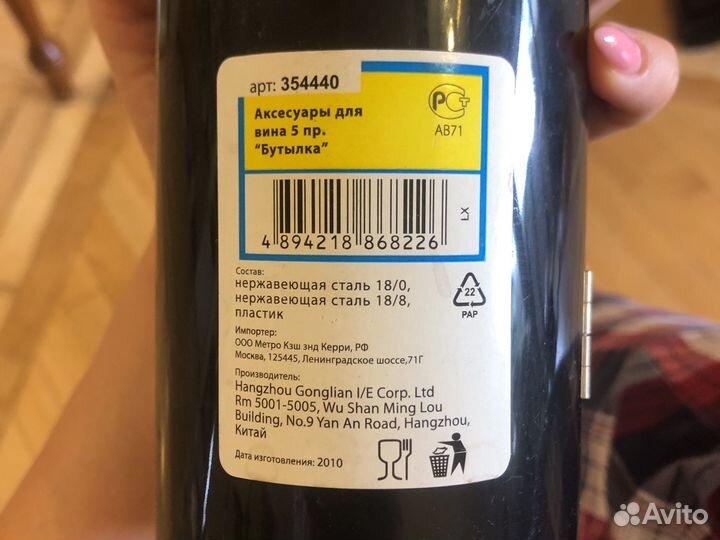 арт: 354440
Аксесуары для
вина 5 пр.
"Бутылка"
РСТ
АВ71
4 894218 868226
LX
Состав:
нержавеющая сталь 18/0,
нержавеющая сталь 18/8,
пластик
22
PAP
Импортер:
ООО Метро Кэш энд Керри, РФ
Москва, 125445, Ленинградское шоссе,71Г
Производитель:
Hangzhou Gonglian I/E Corp. Ltd
Rm 5001-5005, Wu Shan Ming Lou
Building, No.9 Yan An Road, Hangzhou,
Китай
Дата изготовления: 2010
Avito